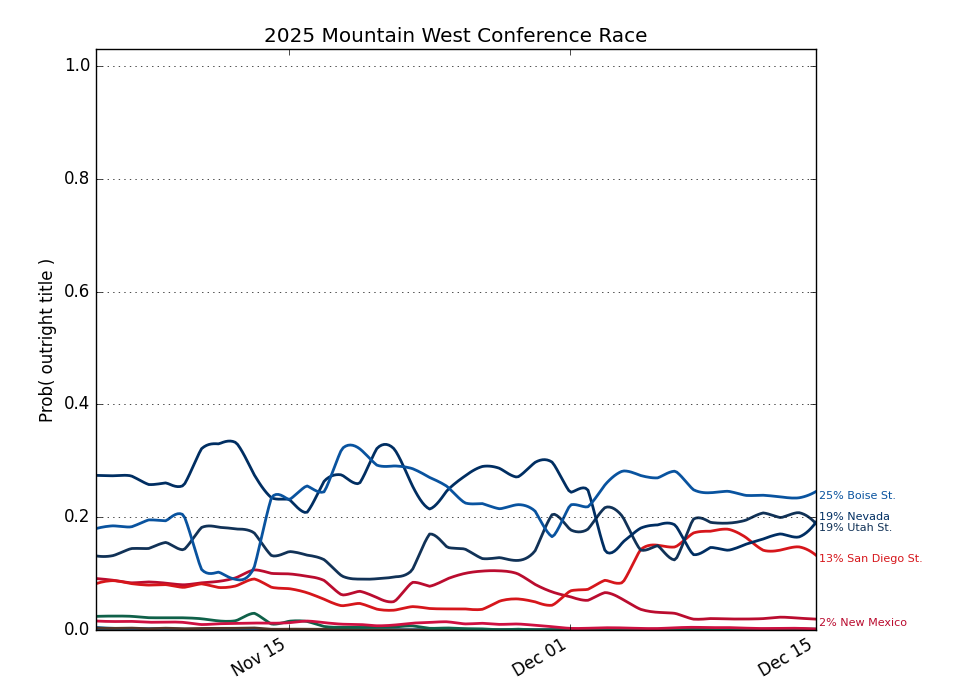 2025 Mountain West Conference Race
Prob( outright title )
1.0
0.8
0.6
0.4
0.2
0.0
25% Boise St.
19% Nevada
19% Utah St.
13% San Diego St.
2% New Mexico
Nov 15
Dec 01
Dec 15